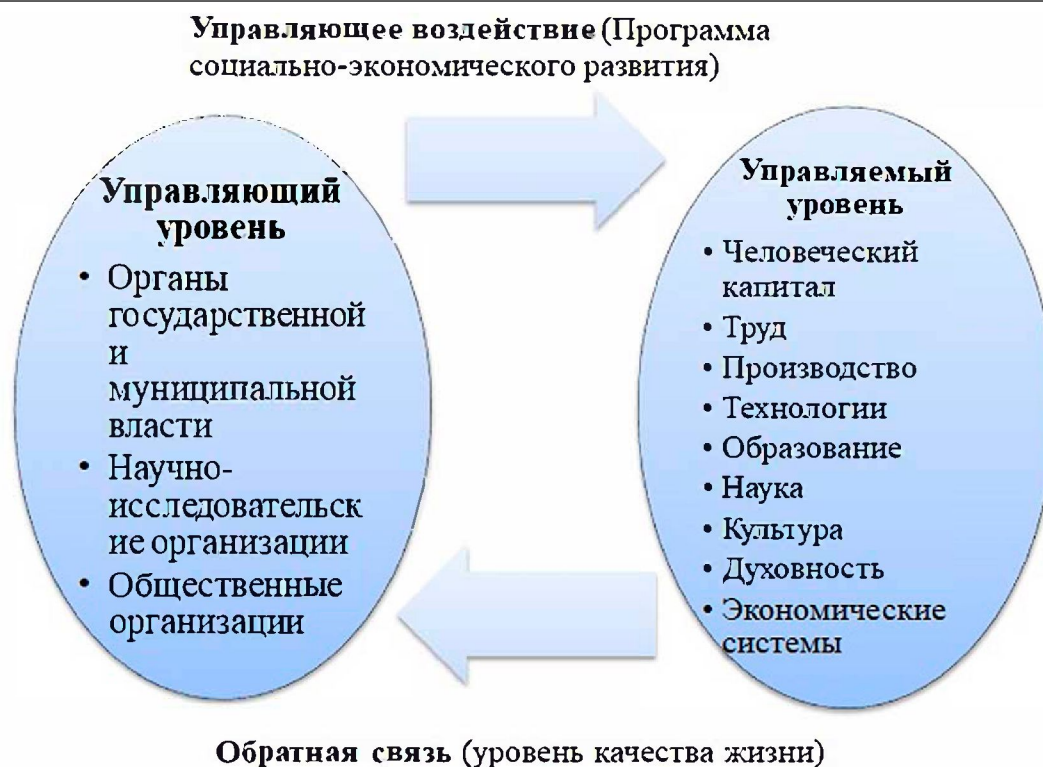 Управляющее воздействие (Программа
социально-экономического развития)
Управляющий
уровень
• Органы
государственной
и
муниципальной
власти
• Научно-
исследовательск
ие организации
• Общественные
организации
Управляемый
уровень
• Человеческий
капитал
• Труд
• Производство
• Технологии
• Образование
• Наука
• Культура
• Духовность
• Экономические
системы
Обратная связь (уровень качества жизни)